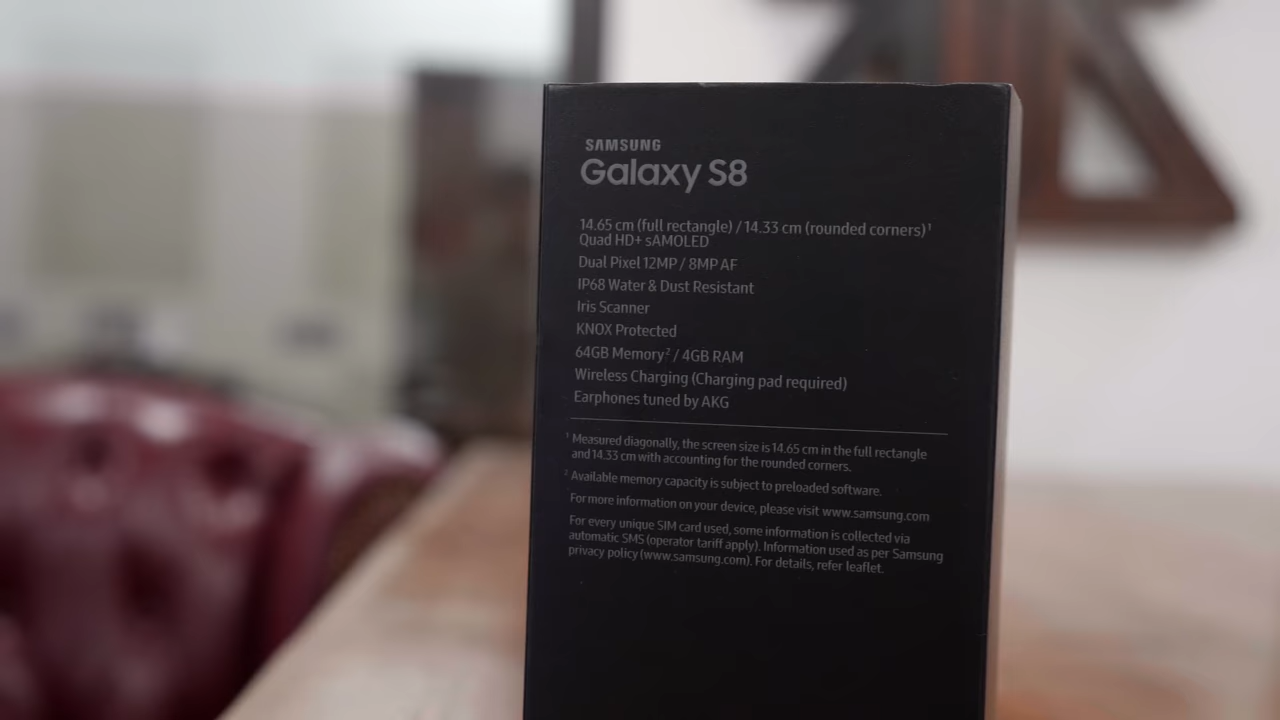 SAMSUNG
Galaxy S8
14.65 cm (full rectangle) / 14.33 cm (rounded corners)¹
Quad HD+ sAMOLED
Dual Pixel 12MP / 8MP AF
IP68 Water & Dust Resistant
Iris Scanner
KNOX Protected
64GB Memory² / 4GB RAM
Wireless Charging (Charging pad required)
Earphones tuned by AKG
¹ Measured diagonally, the screen size is 14.65 cm in the full rectangle
and 14.33 cm with accounting for the rounded corners.
² Available memory capacity is subject to preloaded software.
For more information on your device, please visit www.samsung.com
For every unique SIM card used, some information is collected via
automatic SMS (operator tariff apply). Information used as per Samsung
privacy policy (www.samsung.com). For details, refer leaflet.